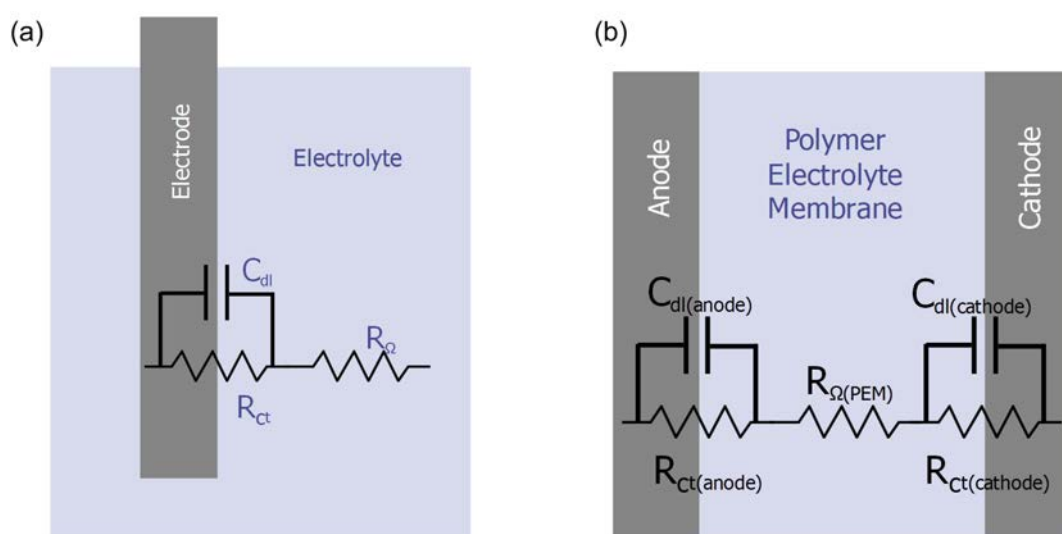 (a)
Electrode
Electrolyte
C_dl
R_Ω
R_ct
(b)
Anode
Polymer
Electrolyte
Membrane
Cathode
C_dl(anode)
C_dl(cathode)
R_Ω(PEM)
R_ct(anode)
R_ct(cathode)